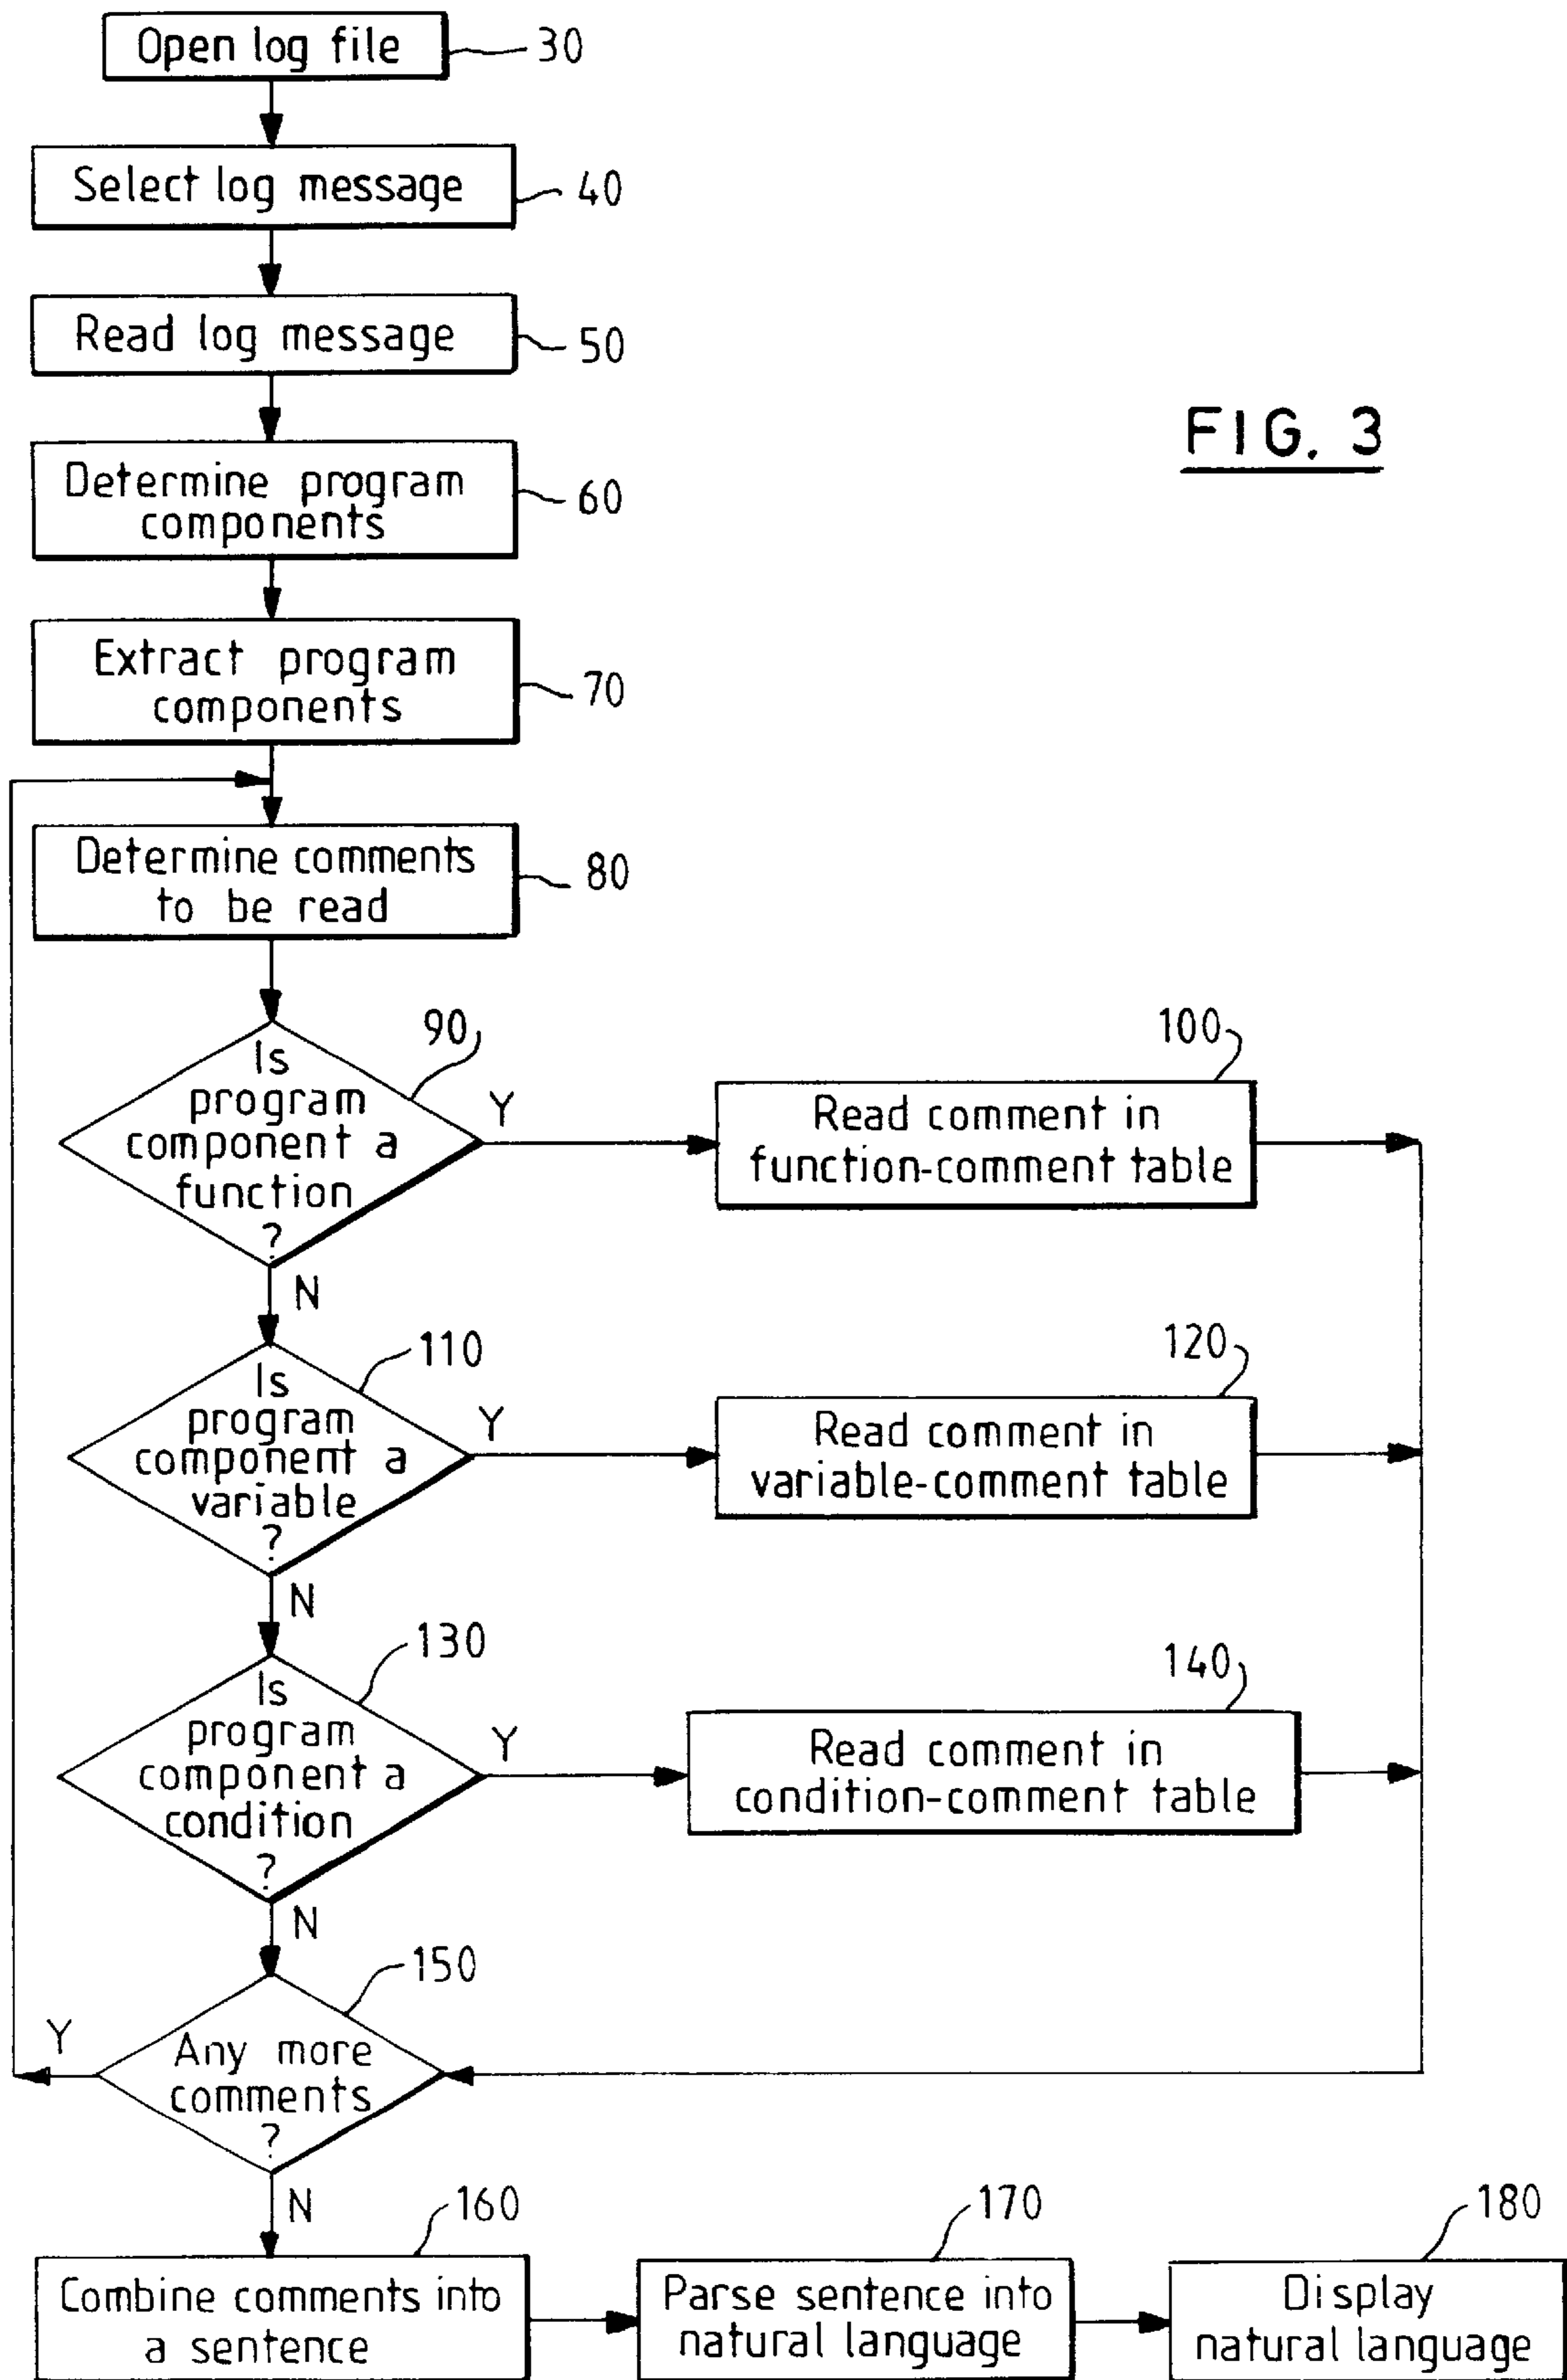 Open log file
30
Select log message
40
Read log message
50
FIG. 3
Determine program
components
60
Extract program
components
70
Determine comments
to be read
80
Is
program
component a
function
?
90
Y
N
Read comment in
function-comment table
100
Is
program
component a
variable
?
110
Y
N
Read comment in
variable-comment table
120
Is
program
component a
condition
?
130
Y
N
Read comment in
condition-comment table
140
Any more
comments
?
150
Y
N
Combine comments into
a sentence
160
Parse sentence into
natural language
170
Display
natural language
180